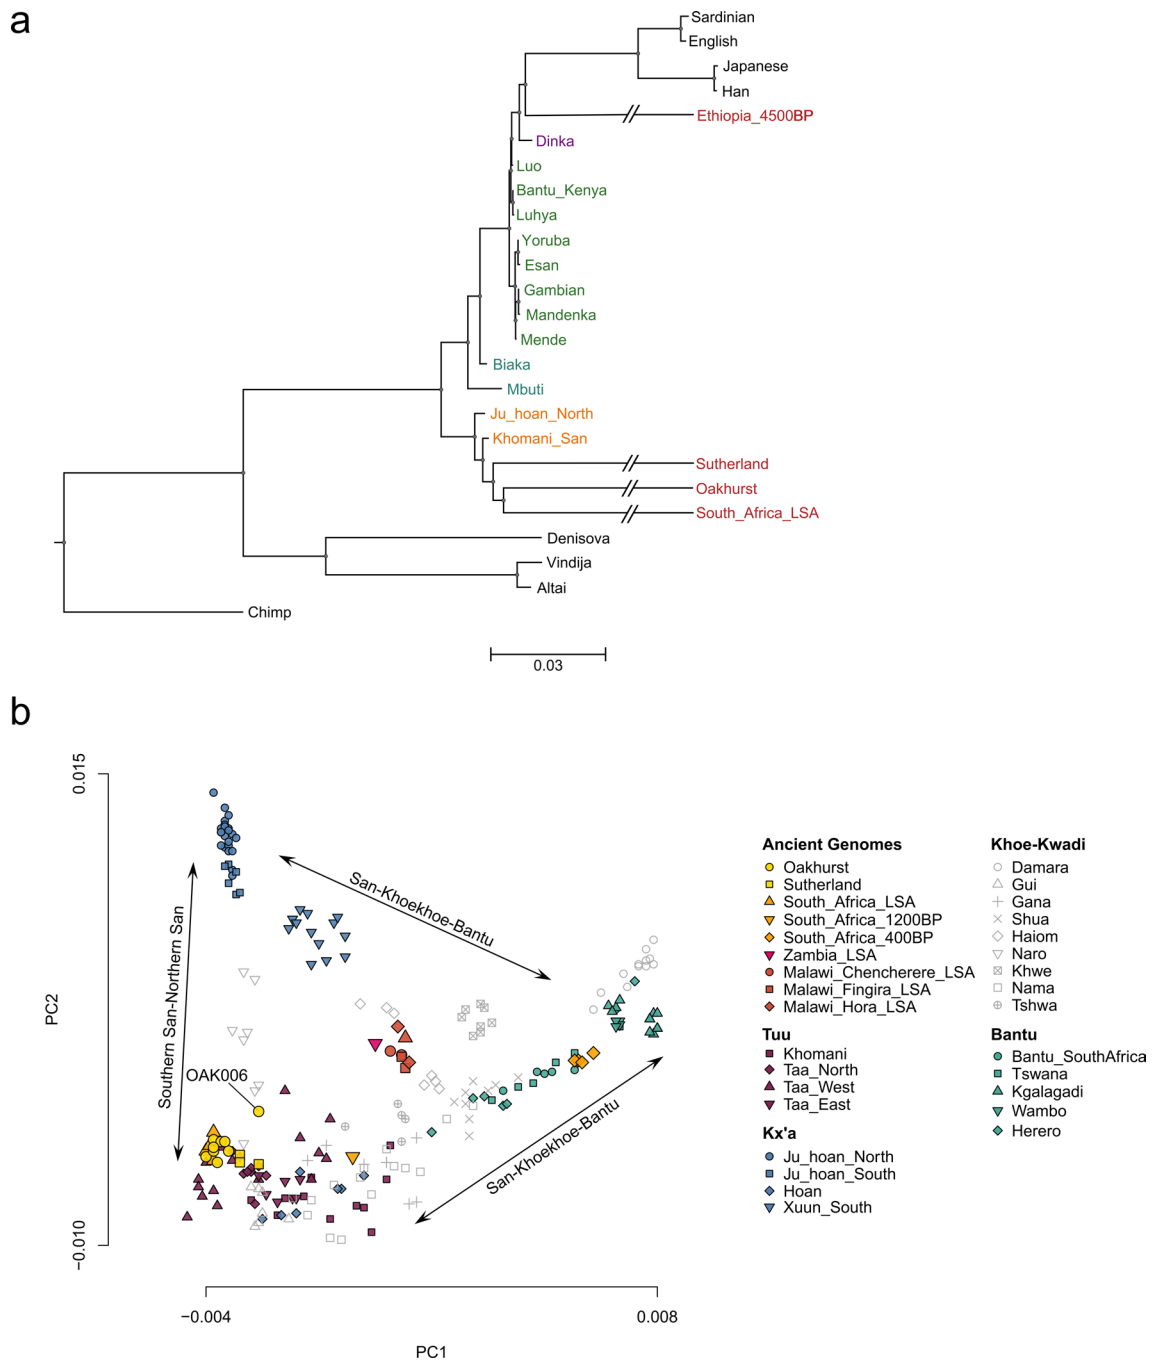 a
Sardinian
English
Japanese
Han
Ethiopia_4500BP
Dinka
Luo
Bantu_Kenya
Luhya
Yoruba
Esan
Gambian
Mandenka
Mende
Biaka
Mbuti
Ju_hoan_North
Khomani_San
Sutherland
Oakhurst
South_Africa_LSA
Denisova
Vindija
Altai
Chimp
0.03
b
0.015
PC2
−0.010
−0.004
0.008
PC1
Southern San-Northern San
San-Khoekhoe-Bantu
San-Khoekhoe-Bantu
OAK006
Ancient Genomes
Oakhurst
Sutherland
South_Africa_LSA
South_Africa_1200BP
South_Africa_400BP
Zambia_LSA
Malawi_Chencherere_LSA
Malawi_Fingira_LSA
Malawi_Hora_LSA
Tuu
Khomani
Taa_North
Taa_West
Taa_East
Kx'a
Ju_hoan_North
Ju_hoan_South
Hoan
Xuun_South
Khoe-Kwadi
Damara
Gui
Gana
Shua
Haiom
Naro
Khwe
Nama
Tshwa
Bantu
Bantu_SouthAfrica
Tswana
Kgalagadi
Wambo
Herero